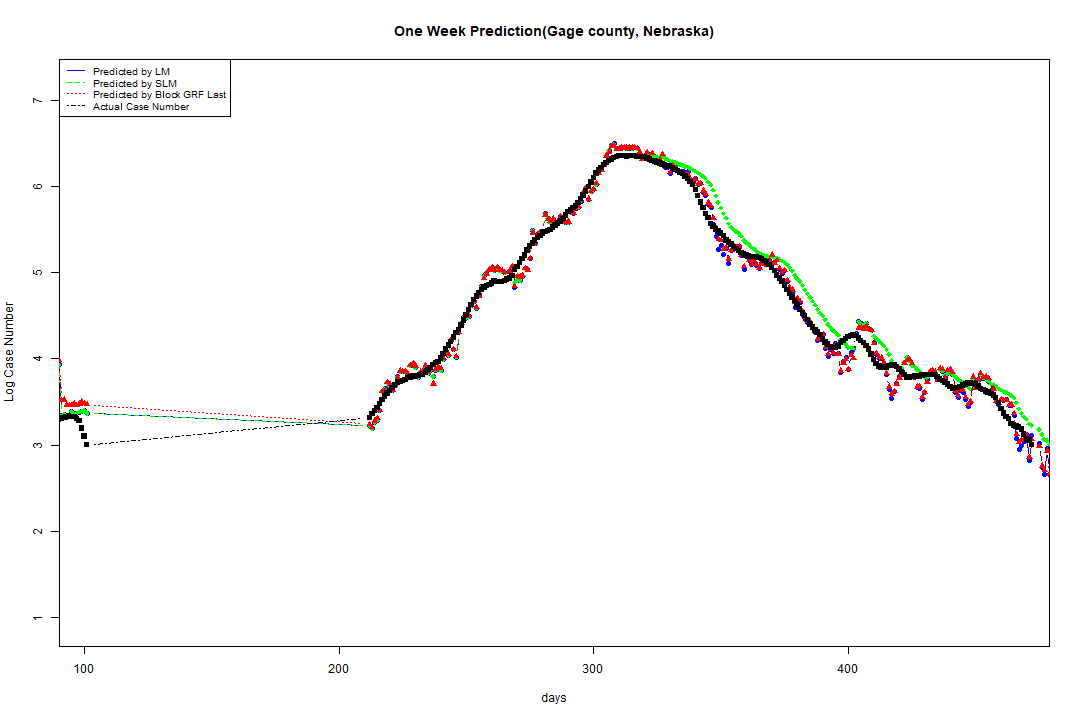 One Week Prediction(Gage county, Nebraska)
Predicted by LM
Predicted by SLM
Predicted by Block GRF Last
Actual Case Number
7
6
5
4
3
2
1
Log Case Number
100 200 300 400
days